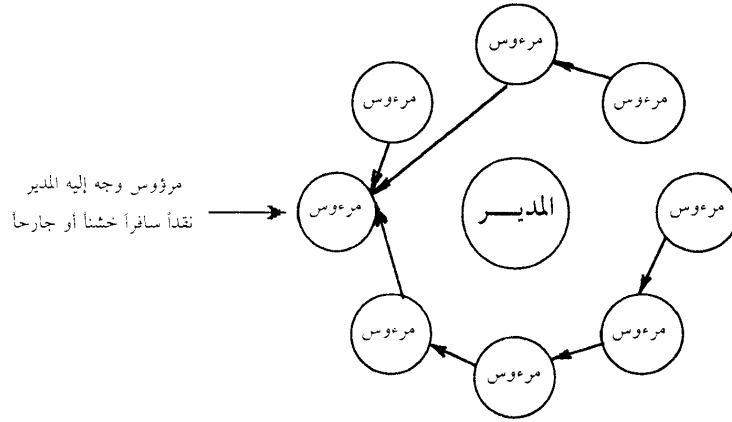 مرءوس
مرءوس
مرءوس
مرءوس
مرءوس
المديـــر
مرؤوس وجه إليه المدير
نقداً سافراً خشناً أو جارحاً
مرءوس
مرءوس
مرءوس
مرءوس